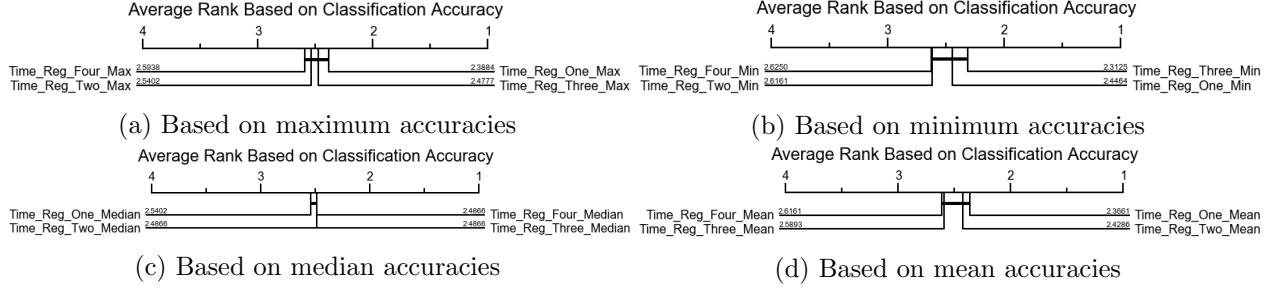 Average Rank Based on Classification Accuracy
4 3 2 1
Time_Reg_Four_Max 2.5938 2.3884 Time_Reg_One_Max
Time_Reg_Two_Max 2.5402 2.4777 Time_Reg_Three_Max
(a) Based on maximum accuracies
Average Rank Based on Classification Accuracy
4 3 2 1
Time_Reg_Four_Min 2.6250 2.3125 Time_Reg_Three_Min
Time_Reg_Two_Min 2.6161 2.4464 Time_Reg_One_Min
(b) Based on minimum accuracies
Average Rank Based on Classification Accuracy
4 3 2 1
Time_Reg_One_Median 2.5402 2.4866 Time_Reg_Four_Median
Time_Reg_Two_Median 2.4866 2.4866 Time_Reg_Three_Median
(c) Based on median accuracies
Average Rank Based on Classification Accuracy
4 3 2 1
Time_Reg_Four_Mean 2.6161 2.3661 Time_Reg_One_Mean
Time_Reg_Three_Mean 2.5893 2.4286 Time_Reg_Two_Mean
(d) Based on mean accuracies